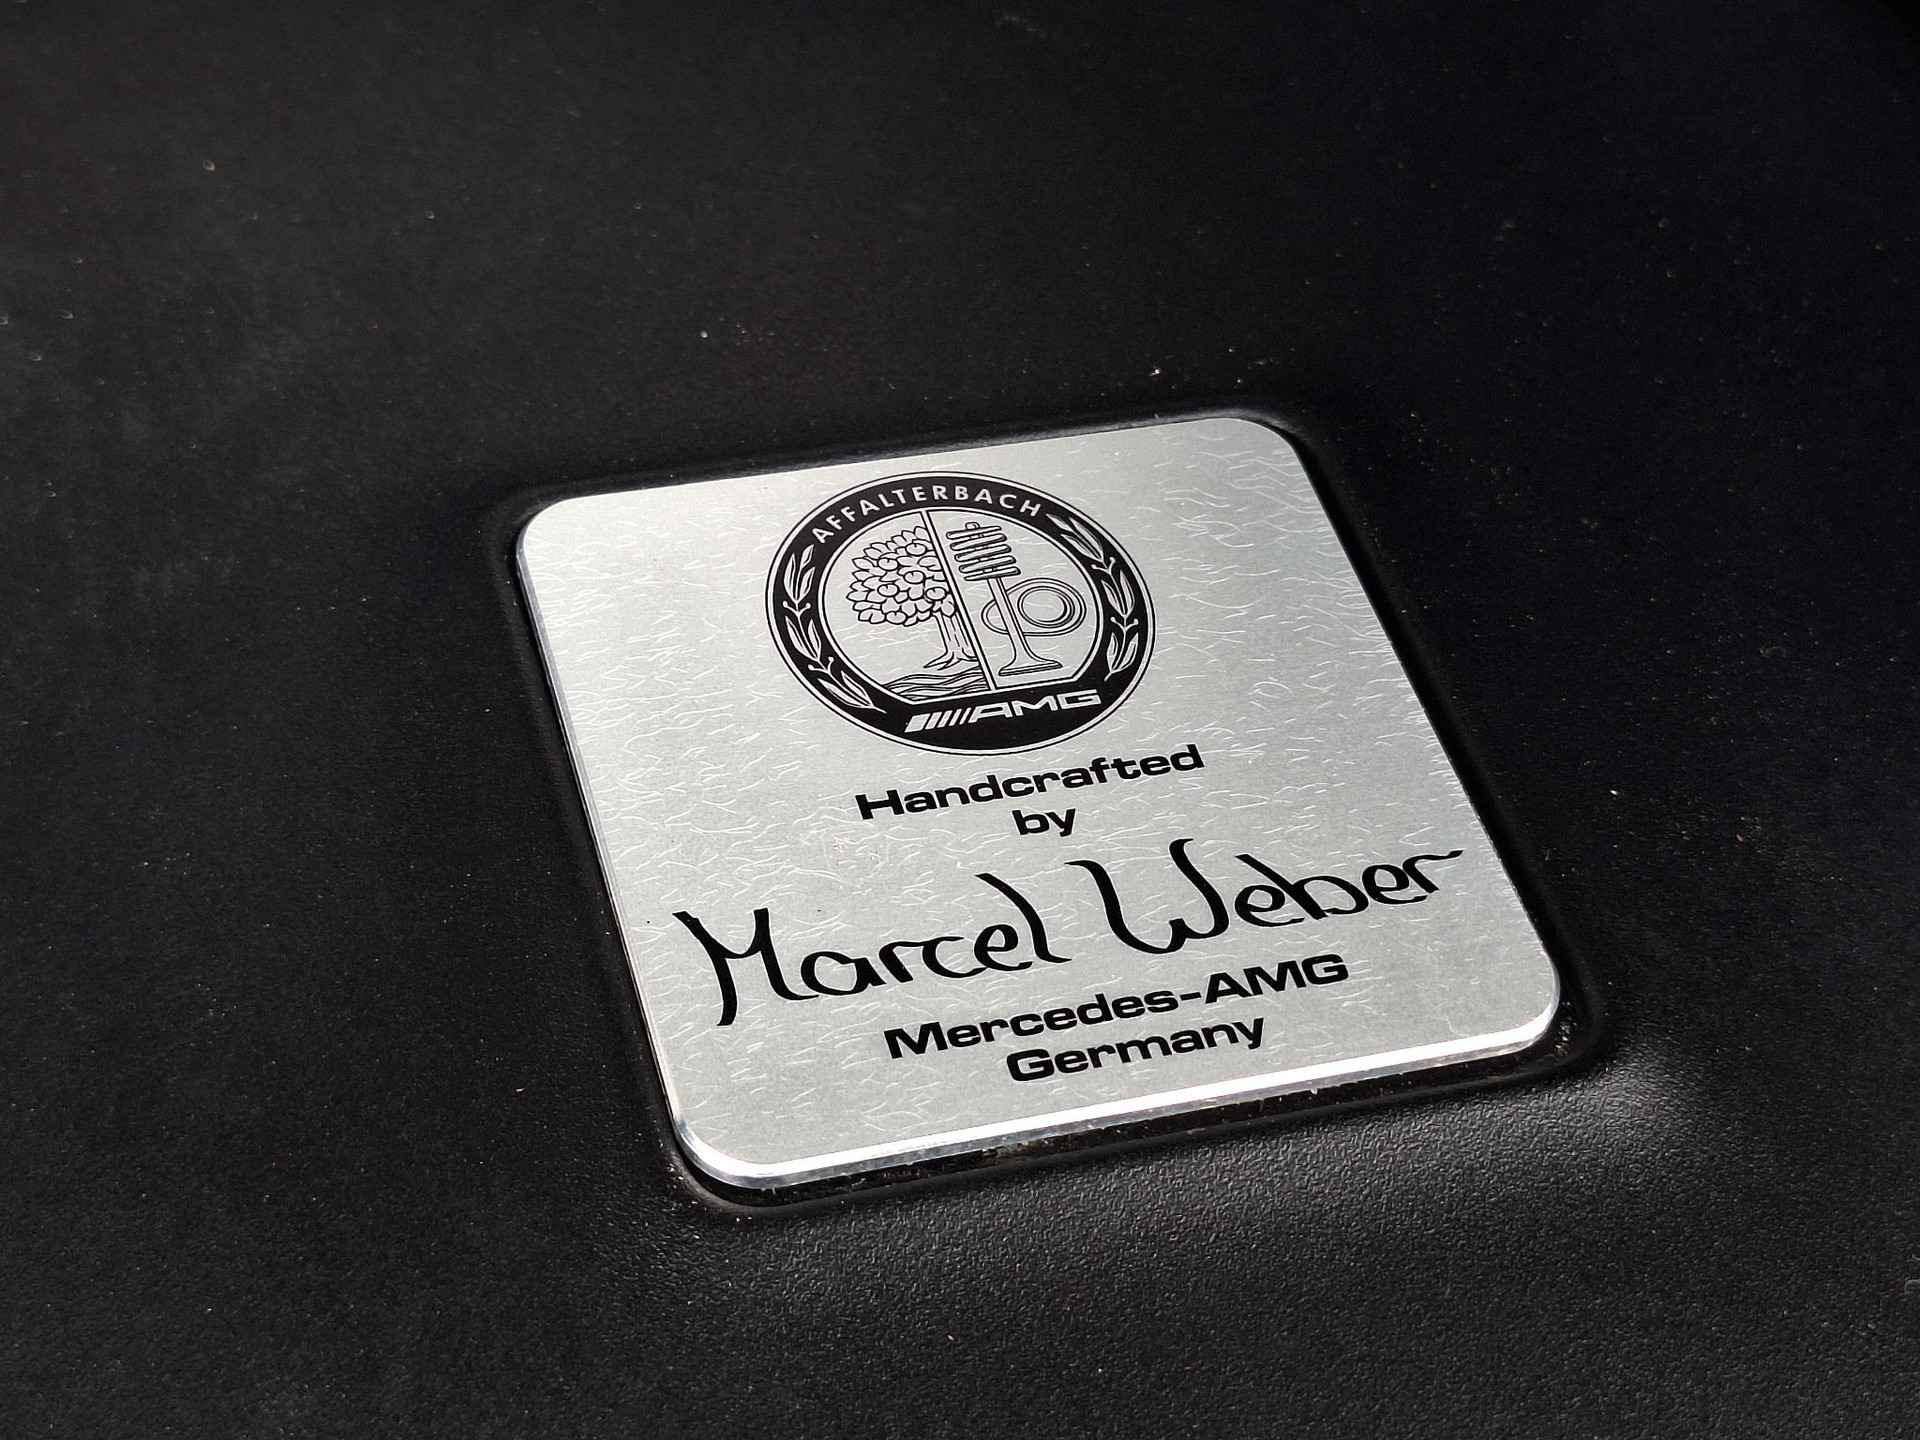 AFFALTERBACH
AMG
Handcrafted
by
Marcel Weber
Mercedes-AMG
Germany